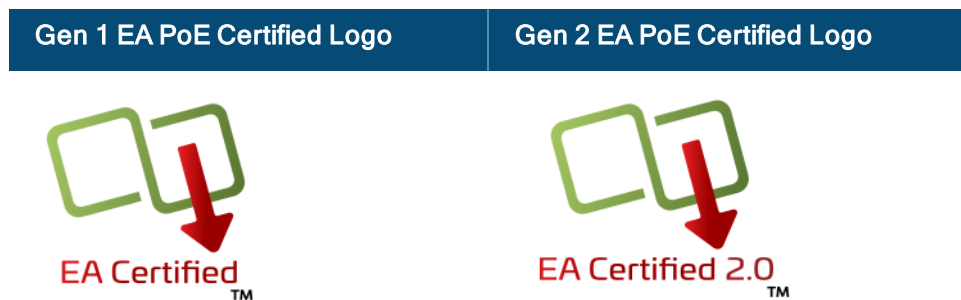 Gen 1 EA PoE Certified Logo
Gen 2 EA PoE Certified Logo
EA Certified
TM
EA Certified 2.0
TM